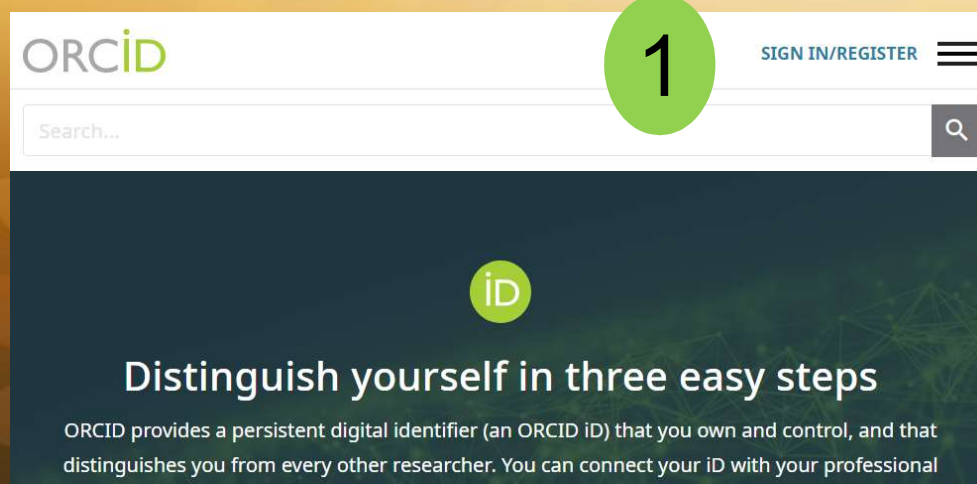 ORCID
1
SIGN IN/REGISTER
Search...
iD
Distinguish yourself in three easy steps
ORCID provides a persistent digital identifier (an ORCID iD) that you own and control, and that
distinguishes you from every other researcher. You can connect your iD with your professional